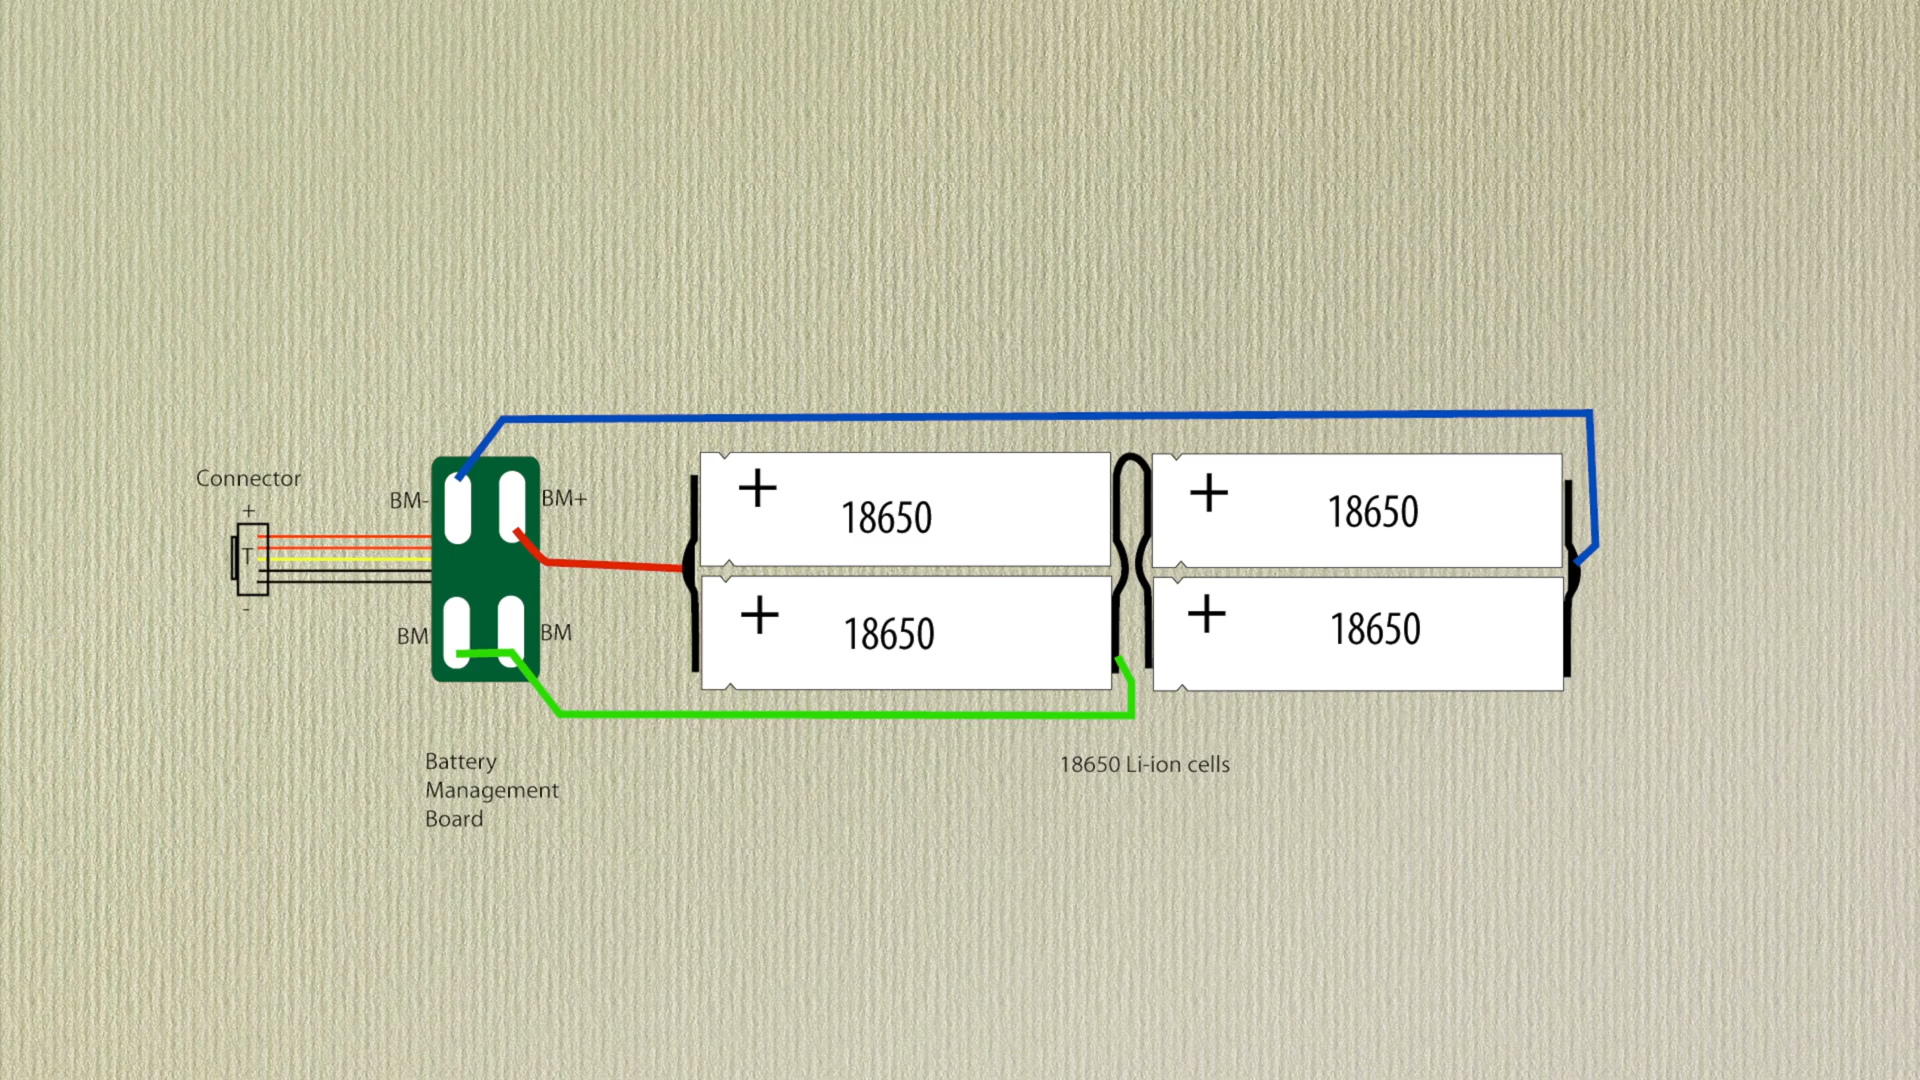 Connector
+
T
-
BM-
BM+
BM
BM
Battery
Management
Board
+
18650
+
18650
+
18650
+
18650
18650 Li-ion cells